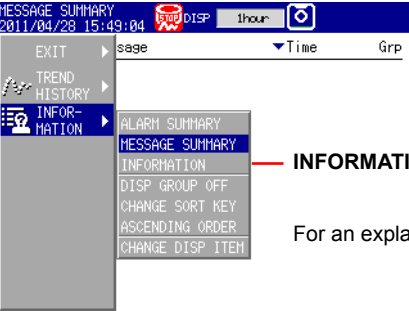 MESSAGE SUMMARY
2011/04/28 15:49:04 STOP DISP 1hour
EXIT
sage Time Grp
TREND
HISTORY
INFOR-
MATION
ALARM SUMMARY
MESSAGE SUMMARY
INFORMATION
DISP GROUP OFF
CHANGE SORT KEY
ASCENDING ORDER
CHANGE DISP ITEM
INFORMATI
For an expla